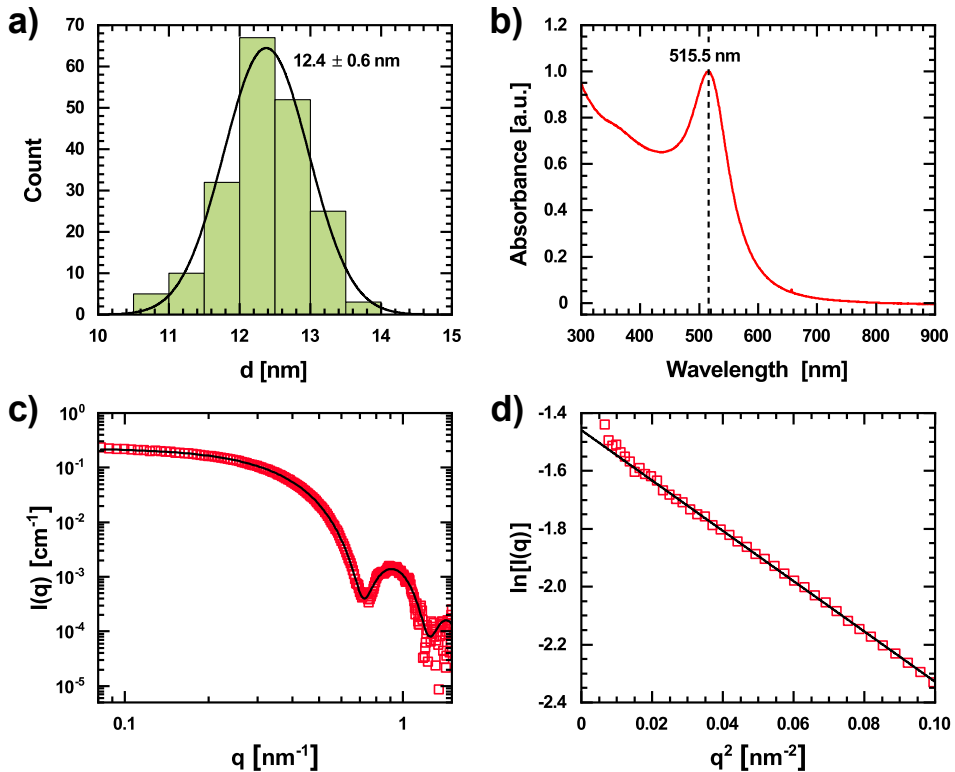 a)
12.4 ± 0.6 nm
Count
70
60
50
40
30
20
10
0
10 11 12 13 14 15
d [nm]
b)
515.5 nm
Absorbance [a.u.]
1.2
1.0
0.8
0.6
0.4
0.2
0
300 400 500 600 700 800 900
Wavelength [nm]
c)
I(q) [cm⁻¹]
10⁰
10⁻¹
10⁻²
10⁻³
10⁻⁴
10⁻⁵
0.1 1
q [nm⁻¹]
d)
ln[I(q)]
-1.4
-1.6
-1.8
-2.0
-2.2
-2.4
0 0.02 0.04 0.06 0.08 0.10
q² [nm⁻²]